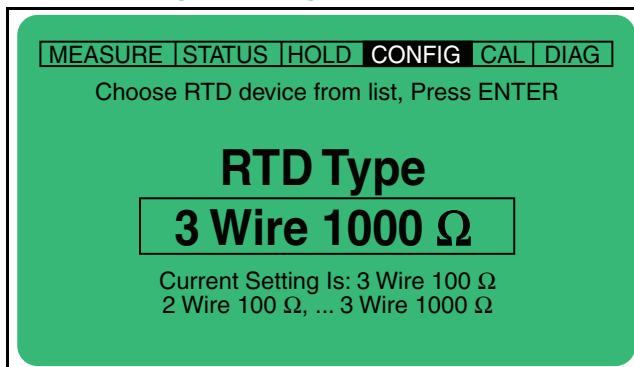 MEASURE STATUS HOLD CONFIG CAL DIAG
Choose RTD device from list, Press ENTER
RTD Type
3 Wire 1000 Ω
Current Setting Is: 3 Wire 100 Ω
2 Wire 100 Ω, ... 3 Wire 1000 Ω